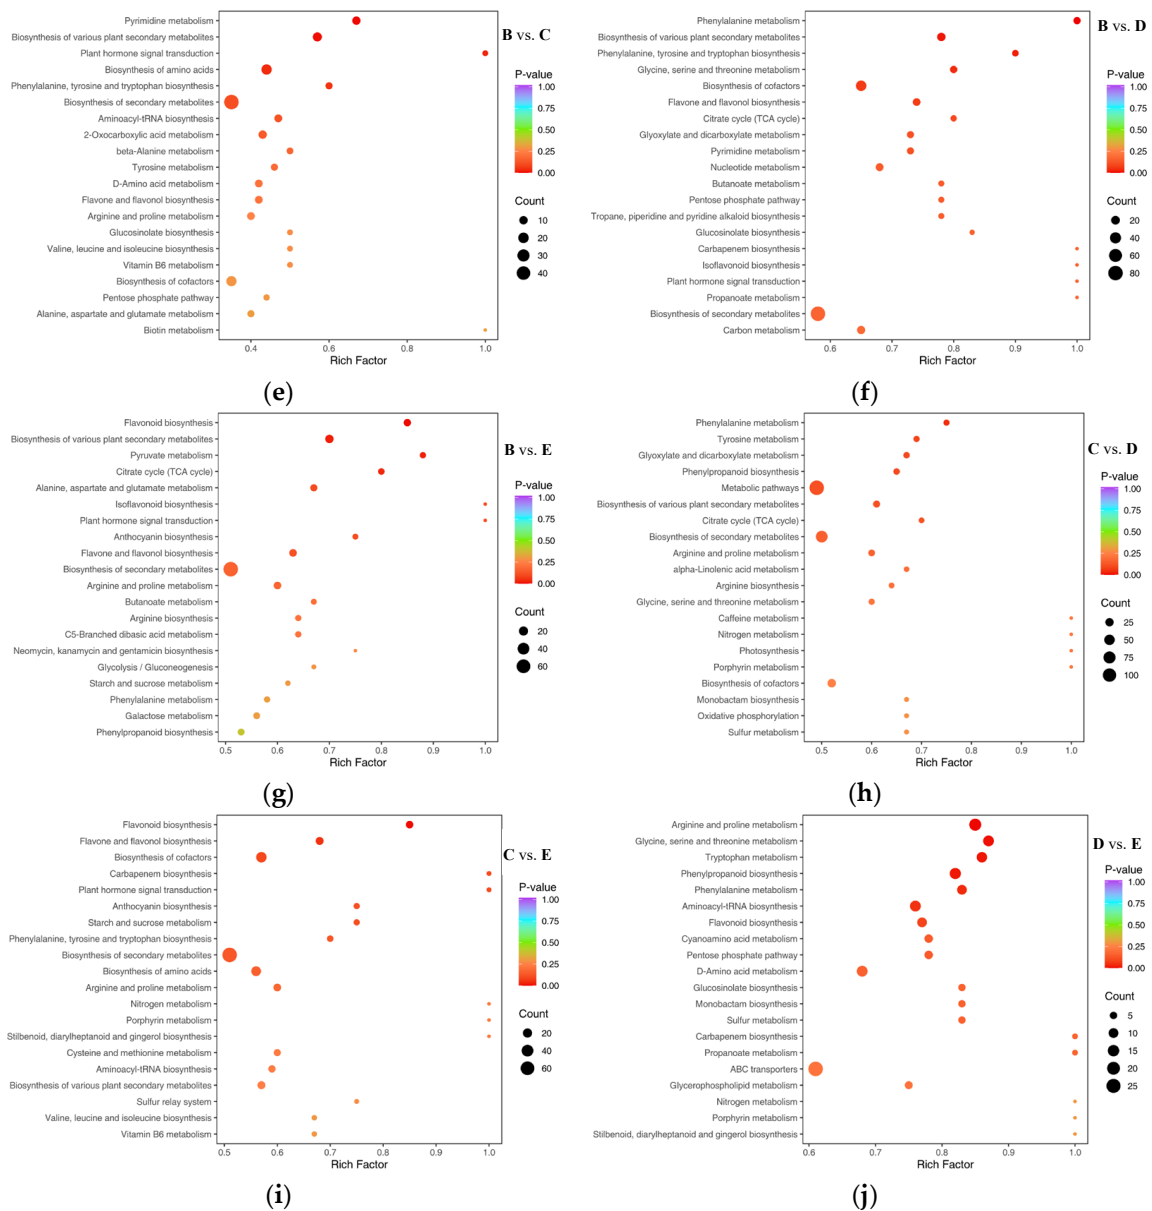 Pyrimidine metabolism
Biosynthesis of various plant secondary metabolites
Plant hormone signal transduction
Biosynthesis of amino acids
Phenylalanine, tyrosine and tryptophan biosynthesis
Biosynthesis of secondary metabolites
Aminoacyl-tRNA biosynthesis
2-Oxocarboxylic acid metabolism
beta-Alanine metabolism
Tyrosine metabolism
D-Amino acid metabolism
Flavone and flavonol biosynthesis
Arginine and proline metabolism
Glucosinolate biosynthesis
Valine, leucine and isoleucine biosynthesis
Vitamin B6 metabolism
Biosynthesis of cofactors
Pentose phosphate pathway
Alanine, aspartate and glutamate metabolism
Biotin metabolism
0.4 0.6 0.8 1.0
Rich Factor
B vs. C
P-value
1.00
0.75
0.50
0.25
0.00
Count
10
20
30
40
(e)
Phenylalanine metabolism
Biosynthesis of various plant secondary metabolites
Phenylalanine, tyrosine and tryptophan biosynthesis
Glycine, serine and threonine metabolism
Biosynthesis of cofactors
Flavone and flavonol biosynthesis
Citrate cycle (TCA cycle)
Glyoxylate and dicarboxylate metabolism
Pyrimidine metabolism
Nucleotide metabolism
Butanoate metabolism
Pentose phosphate pathway
Tropane, piperidine and pyridine alkaloid biosynthesis
Glucosinolate biosynthesis
Carbapenem biosynthesis
Isoflavonoid biosynthesis
Plant hormone signal transduction
Propanoate metabolism
Biosynthesis of secondary metabolites
Carbon metabolism
0.6 0.7 0.8 0.9 1.0
Rich Factor
B vs. D
P-value
1.00
0.75
0.50
0.25
0.00
Count
20
40
60
80
(f)
Flavonoid biosynthesis
Biosynthesis of various plant secondary metabolites
Pyruvate metabolism
Citrate cycle (TCA cycle)
Alanine, aspartate and glutamate metabolism
Isoflavonoid biosynthesis
Plant hormone signal transduction
Anthocyanin biosynthesis
Flavone and flavonol biosynthesis
Biosynthesis of secondary metabolites
Arginine and proline metabolism
Butanoate metabolism
Arginine biosynthesis
C5-Branched dibasic acid metabolism
Neomycin, kanamycin and gentamicin biosynthesis
Glycolysis / Gluconeogenesis
Starch and sucrose metabolism
Phenylalanine metabolism
Galactose metabolism
Phenylpropanoid biosynthesis
0.5 0.6 0.7 0.8 0.9 1.0
Rich Factor
B vs. E
P-value
1.00
0.75
0.50
0.25
0.00
Count
20
40
60
(g)
Phenylalanine metabolism
Tyrosine metabolism
Glyoxylate and dicarboxylate metabolism
Phenylpropanoid biosynthesis
Metabolic pathways
Biosynthesis of various plant secondary metabolites
Citrate cycle (TCA cycle)
Biosynthesis of secondary metabolites
Arginine and proline metabolism
alpha-Linolenic acid metabolism
Arginine biosynthesis
Glycine, serine and threonine metabolism
Caffeine metabolism
Nitrogen metabolism
Photosynthesis
Porphyrin metabolism
Biosynthesis of cofactors
Monobactam biosynthesis
Oxidative phosphorylation
Sulfur metabolism
0.5 0.6 0.7 0.8 0.9 1.0
Rich Factor
C vs. D
P-value
1.00
0.75
0.50
0.25
0.00
Count
25
50
75
100
(h)
Flavonoid biosynthesis
Flavone and flavonol biosynthesis
Biosynthesis of cofactors
Carbapenem biosynthesis
Plant hormone signal transduction
Anthocyanin biosynthesis
Starch and sucrose metabolism
Phenylalanine, tyrosine and tryptophan biosynthesis
Biosynthesis of secondary metabolites
Biosynthesis of amino acids
Arginine and proline metabolism
Nitrogen metabolism
Porphyrin metabolism
Stilbenoid, diarylheptanoid and gingerol biosynthesis
Cysteine and methionine metabolism
Aminoacyl-tRNA biosynthesis
Biosynthesis of various plant secondary metabolites
Sulfur relay system
Valine, leucine and isoleucine biosynthesis
Vitamin B6 metabolism
0.5 0.6 0.7 0.8 0.9 1.0
Rich Factor
C vs. E
P-value
1.00
0.75
0.50
0.25
0.00
Count
20
40
60
(i)
Arginine and proline metabolism
Glycine, serine and threonine metabolism
Tryptophan metabolism
Phenylpropanoid biosynthesis
Phenylalanine metabolism
Aminoacyl-tRNA biosynthesis
Flavonoid biosynthesis
Cyanoamino acid metabolism
Pentose phosphate pathway
D-Amino acid metabolism
Glucosinolate biosynthesis
Monobactam biosynthesis
Sulfur metabolism
Carbapenem biosynthesis
Propanoate metabolism
ABC transporters
Glycerophospholipid metabolism
Nitrogen metabolism
Porphyrin metabolism
Stilbenoid, diarylheptanoid and gingerol biosynthesis
0.6 0.7 0.8 0.9 1.0
Rich Factor
D vs. E
P-value
1.00
0.75
0.50
0.25
0.00
Count
5
10
15
20
25
(j)